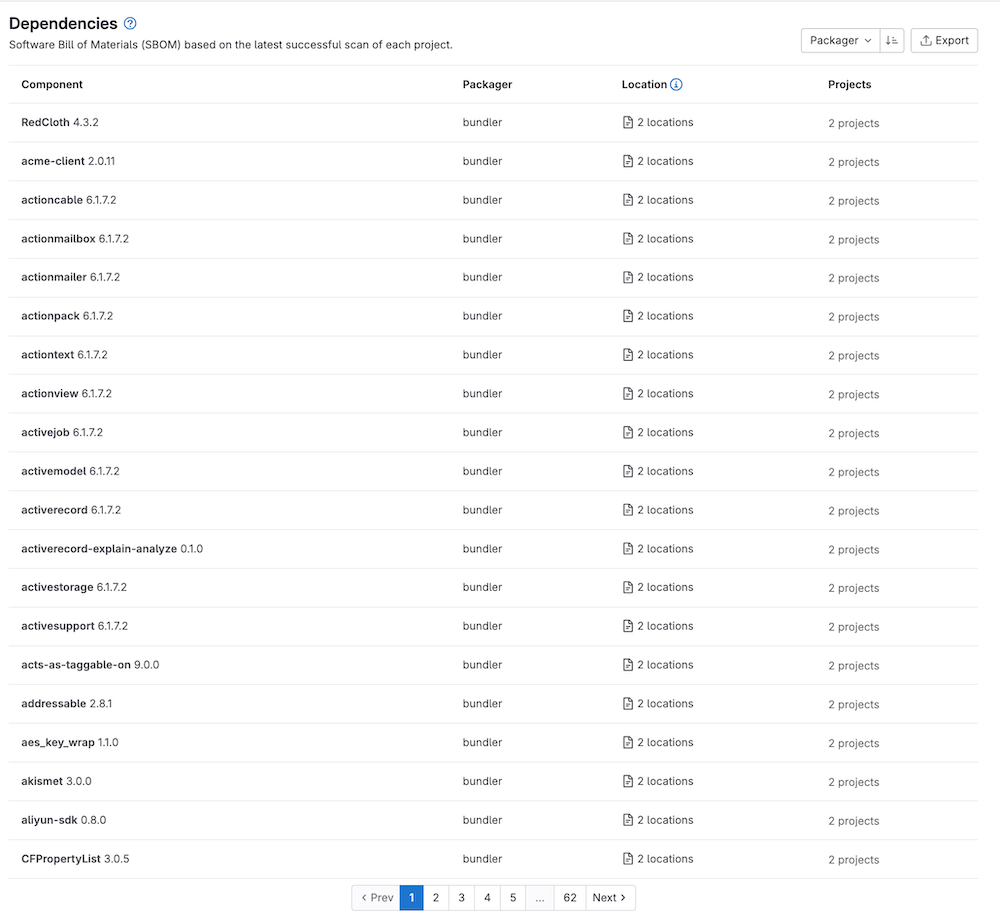 Dependencies
Software Bill of Materials (SBOM) based on the latest successful scan of each project.
Packager Export
Component Packager Location Projects
RedCloth 4.3.2 bundler 2 locations 2 projects
acme-client 2.0.11 bundler 2 locations 2 projects
actioncable 6.1.7.2 bundler 2 locations 2 projects
actionmailbox 6.1.7.2 bundler 2 locations 2 projects
actionmailer 6.1.7.2 bundler 2 locations 2 projects
actionpack 6.1.7.2 bundler 2 locations 2 projects
actiontext 6.1.7.2 bundler 2 locations 2 projects
actionview 6.1.7.2 bundler 2 locations 2 projects
activejob 6.1.7.2 bundler 2 locations 2 projects
activemodel 6.1.7.2 bundler 2 locations 2 projects
activerecord 6.1.7.2 bundler 2 locations 2 projects
activerecord-explain-analyze 0.1.0 bundler 2 locations 2 projects
activestorage 6.1.7.2 bundler 2 locations 2 projects
activesupport 6.1.7.2 bundler 2 locations 2 projects
acts-as-taggable-on 9.0.0 bundler 2 locations 2 projects
addressable 2.8.1 bundler 2 locations 2 projects
aes_key_wrap 1.1.0 bundler 2 locations 2 projects
akismet 3.0.0 bundler 2 locations 2 projects
aliyun-sdk 0.8.0 bundler 2 locations 2 projects
CFPropertyList 3.0.5 bundler 2 locations 2 projects
Prev 1 2 3 4 5 ... 62 Next